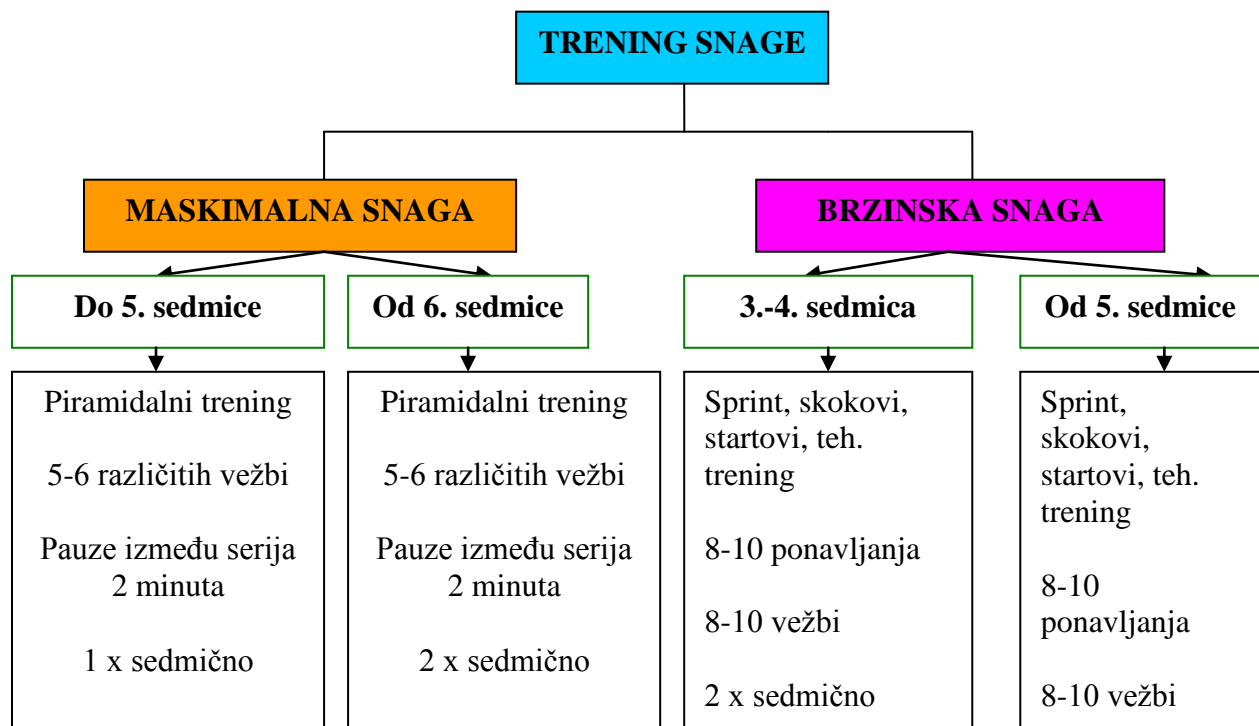 TRENING SNAGE
MASKIMALNA SNAGA
BRZINSKA SNAGA
Do 5. sedmice
Od 6. sedmice
3.-4. sedmica
Od 5. sedmice
Piramidalni trening
5-6 različitih vežbi
Pauze između serija
2 minuta
1 x sedmično
Piramidalni trening
5-6 različitih vežbi
Pauze između serija
2 minuta
2 x sedmično
Sprint, skokovi,
startovi, teh.
trening
8-10 ponavljanja
8-10 vežbi
2 x sedmično
Sprint,
skokovi,
startovi, teh.
trening
8-10
ponavljanja
8-10 vežbi